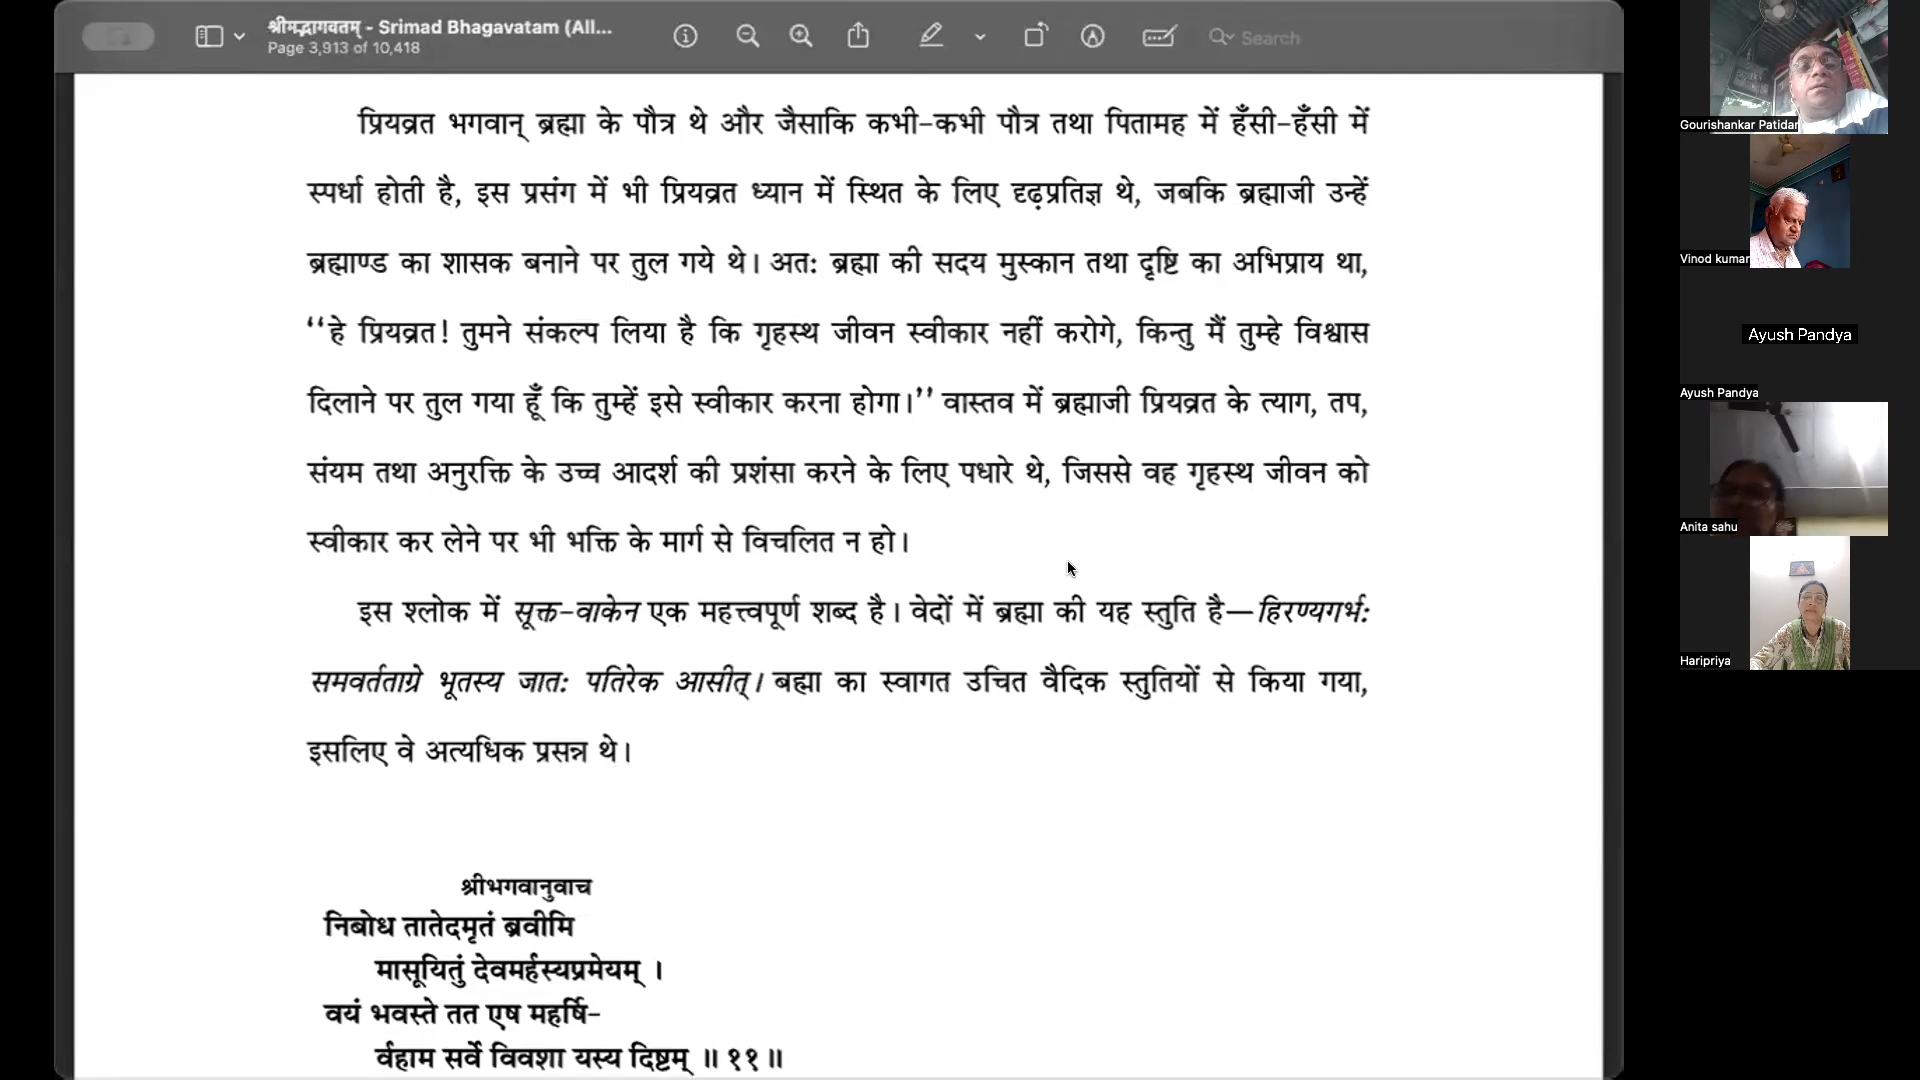 श्रीमद्भागवतम् - Srimad Bhagavatam (All...
Page 3,913 of 10,418
Search
प्रियव्रत भगवान् ब्रह्मा के पौत्र थे और जैसाकि कभी-कभी पौत्र तथा पितामह में हँसी-हँसी में
स्पर्धा होती है, इस प्रसंग में भी प्रियव्रत ध्यान में स्थित के लिए दृढ़प्रतिज्ञ थे, जबकि ब्रह्माजी उन्हें
ब्रह्माण्ड का शासक बनाने पर तुल गये थे। अतः ब्रह्मा की सदय मुस्कान तथा दृष्टि का अभिप्राय था,
‘‘हे प्रियव्रत! तुमने संकल्प लिया है कि गृहस्थ जीवन स्वीकार नहीं करोगे, किन्तु मैं तुम्हे विश्वास
दिलाने पर तुल गया हूँ कि तुम्हें इसे स्वीकार करना होगा।’’ वास्तव में ब्रह्माजी प्रियव्रत के त्याग, तप,
संयम तथा अनुरक्ति के उच्च आदर्श की प्रशंसा करने के लिए पधारे थे, जिससे वह गृहस्थ जीवन को
स्वीकार कर लेने पर भी भक्ति के मार्ग से विचलित न हो।
इस श्लोक में सूक्त-वाकेन एक महत्त्वपूर्ण शब्द है। वेदों में ब्रह्मा की यह स्तुति है—हिरण्यगर्भः
समवर्तताग्रे भूतस्य जातः पतिरेक आसीत्। बह्मा का स्वागत उचित वैदिक स्तुतियों से किया गया,
इसलिए वे अत्यधिक प्रसन्न थे।
श्रीभगवानुवाच
निबोध तातेदमृतं ब्रवीमि
मासूयितुं देवमर्हस्यप्रमेयम् ।
वयं भवस्ते तत एष महर्षि-
र्वहाम सर्वे विवशा यस्य दिष्टम् ॥ ११॥
Gourishankar Patidar
Vinod kumar
Ayush Pandya
Ayush Pandya
Anita sahu
Haripriya